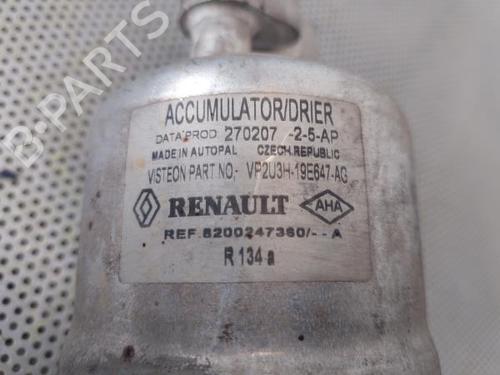 B-PARTS
ACCUMULATOR/DRIER
DATA PROD 270207 -2-5-AP
MADE IN AUTOPAL CZECH REPUBLIC
VISTEON PART NO,- VP2U3H-19E647-AG
RENAULT AHA
REF.8200247360/--A
R 134 a